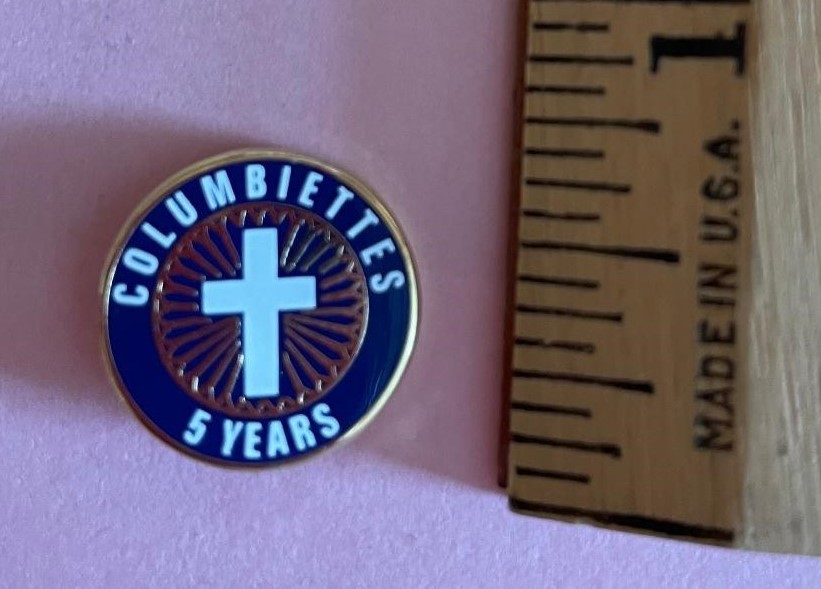 COLUMBIETTES
5 YEARS
1
MADE IN U.S.A.